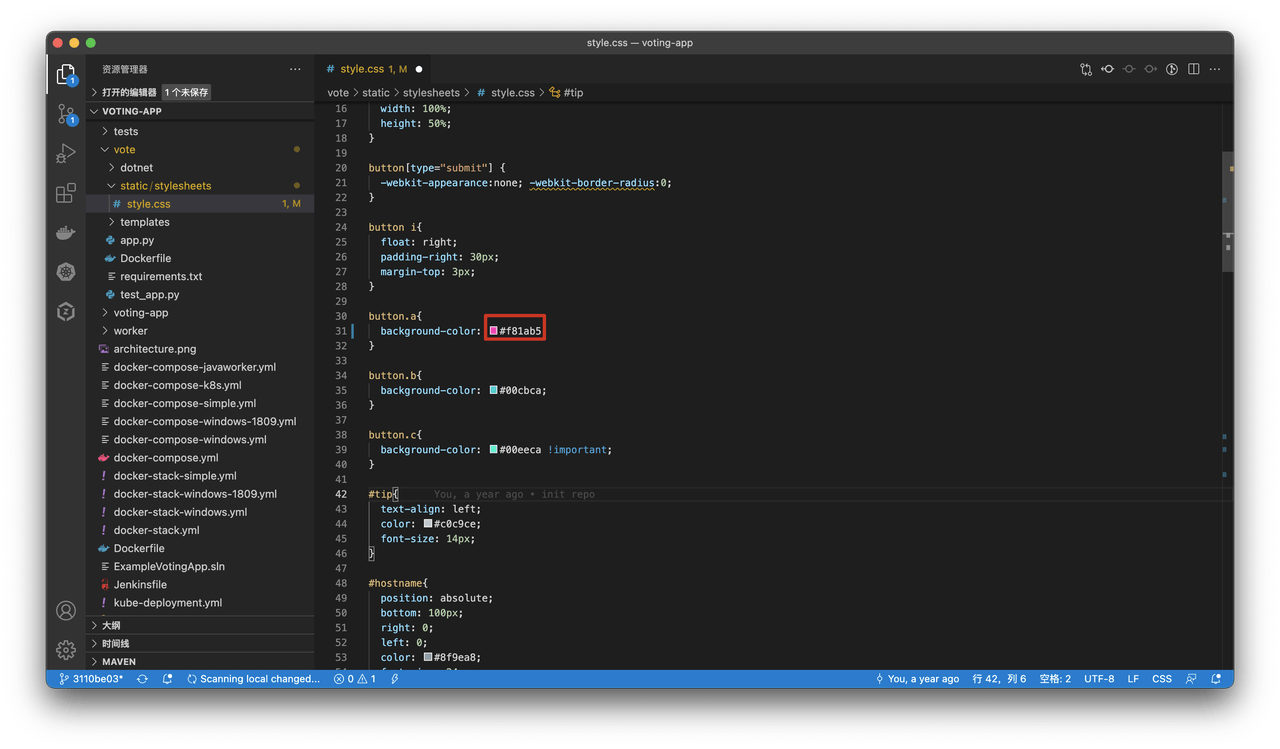 style.css — voting-app
资源管理器
打开的编辑器 1 个未保存
VOTING-APP
tests
vote
dotnet
static / stylesheets
# style.css 1, M
templates
app.py
Dockerfile
requirements.txt
test_app.py
voting-app
worker
architecture.png
docker-compose-javaworker.yml
docker-compose-k8s.yml
docker-compose-simple.yml
docker-compose-windows-1809.yml
docker-compose-windows.yml
docker-compose.yml
docker-stack-simple.yml
docker-stack-windows-1809.yml
docker-stack-windows.yml
docker-stack.yml
Dockerfile
ExampleVotingApp.sln
Jenkinsfile
kube-deployment.yml
大纲
时间线
MAVEN
1
1
# style.css 1, M
vote > static > stylesheets > # style.css > #tip
16 width: 100%;
17 height: 50%;
18 }
19
20 button[type="submit"] {
21 -webkit-appearance:none; -webkit-border-radius:0;
22 }
23
24 button i{
25 float: right;
26 padding-right: 30px;
27 margin-top: 3px;
28 }
29
30 button.a{
31 background-color: #f81ab5
32 }
33
34 button.b{
35 background-color: #00cbca;
36 }
37
38 button.c{
39 background-color: #00eeca !important;
40 }
41
42 #tip{ You, a year ago • init repo
43 text-align: left;
44 color: #c0c9ce;
45 font-size: 14px;
46 }
47
48 #hostname{
49 position: absolute;
50 bottom: 100px;
51 right: 0;
52 left: 0;
53 color: #8f9ea8;
3110be03* Scanning local changed... 0 1 You, a year ago 行 42，列 6 空格: 2 UTF-8 LF CSS